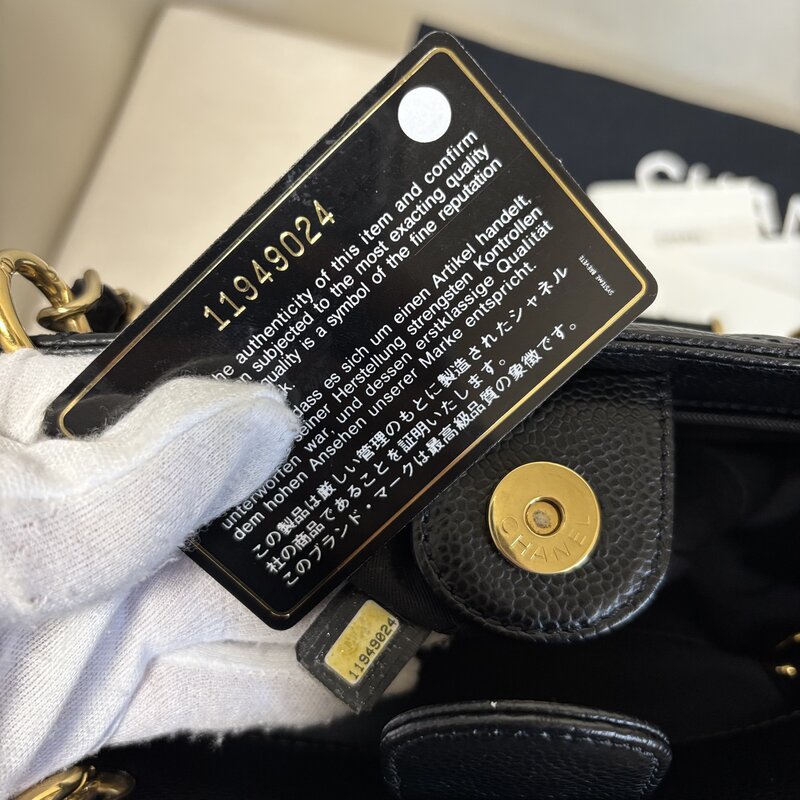 11949024
he authenticity of this item and confirm
n subjected to the most exacting quality
quality is a symbol of the fine reputation
k.
dass es sich um einen Artikel handelt,
seiner Herstellung strengsten Kontrollen
unterworfen war, und dessen erstklassige Qualität
dem hohen Ansehen unserer Marke entspricht
この製品は厳しい管理のもとに製造されたシャネル
社の商品であることを証明いたします。
このブランド・マークは最高級品質の象徴です。
SYSTEME BREVETE
CHANEL
11949024